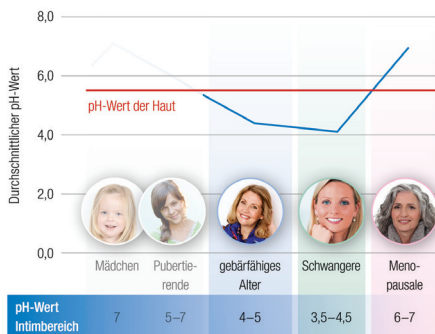 8,0
6,0
4,0
2,0
0,0
Durchschnittlicher pH-Wert
pH-Wert der Haut
Mädchen
Pubertie-
rende
gebärfähiges
Alter
Schwangere
Meno-
pausale
pH-Wert
Intimbereich
7
5–7
4–5
3,5–4,5
6–7